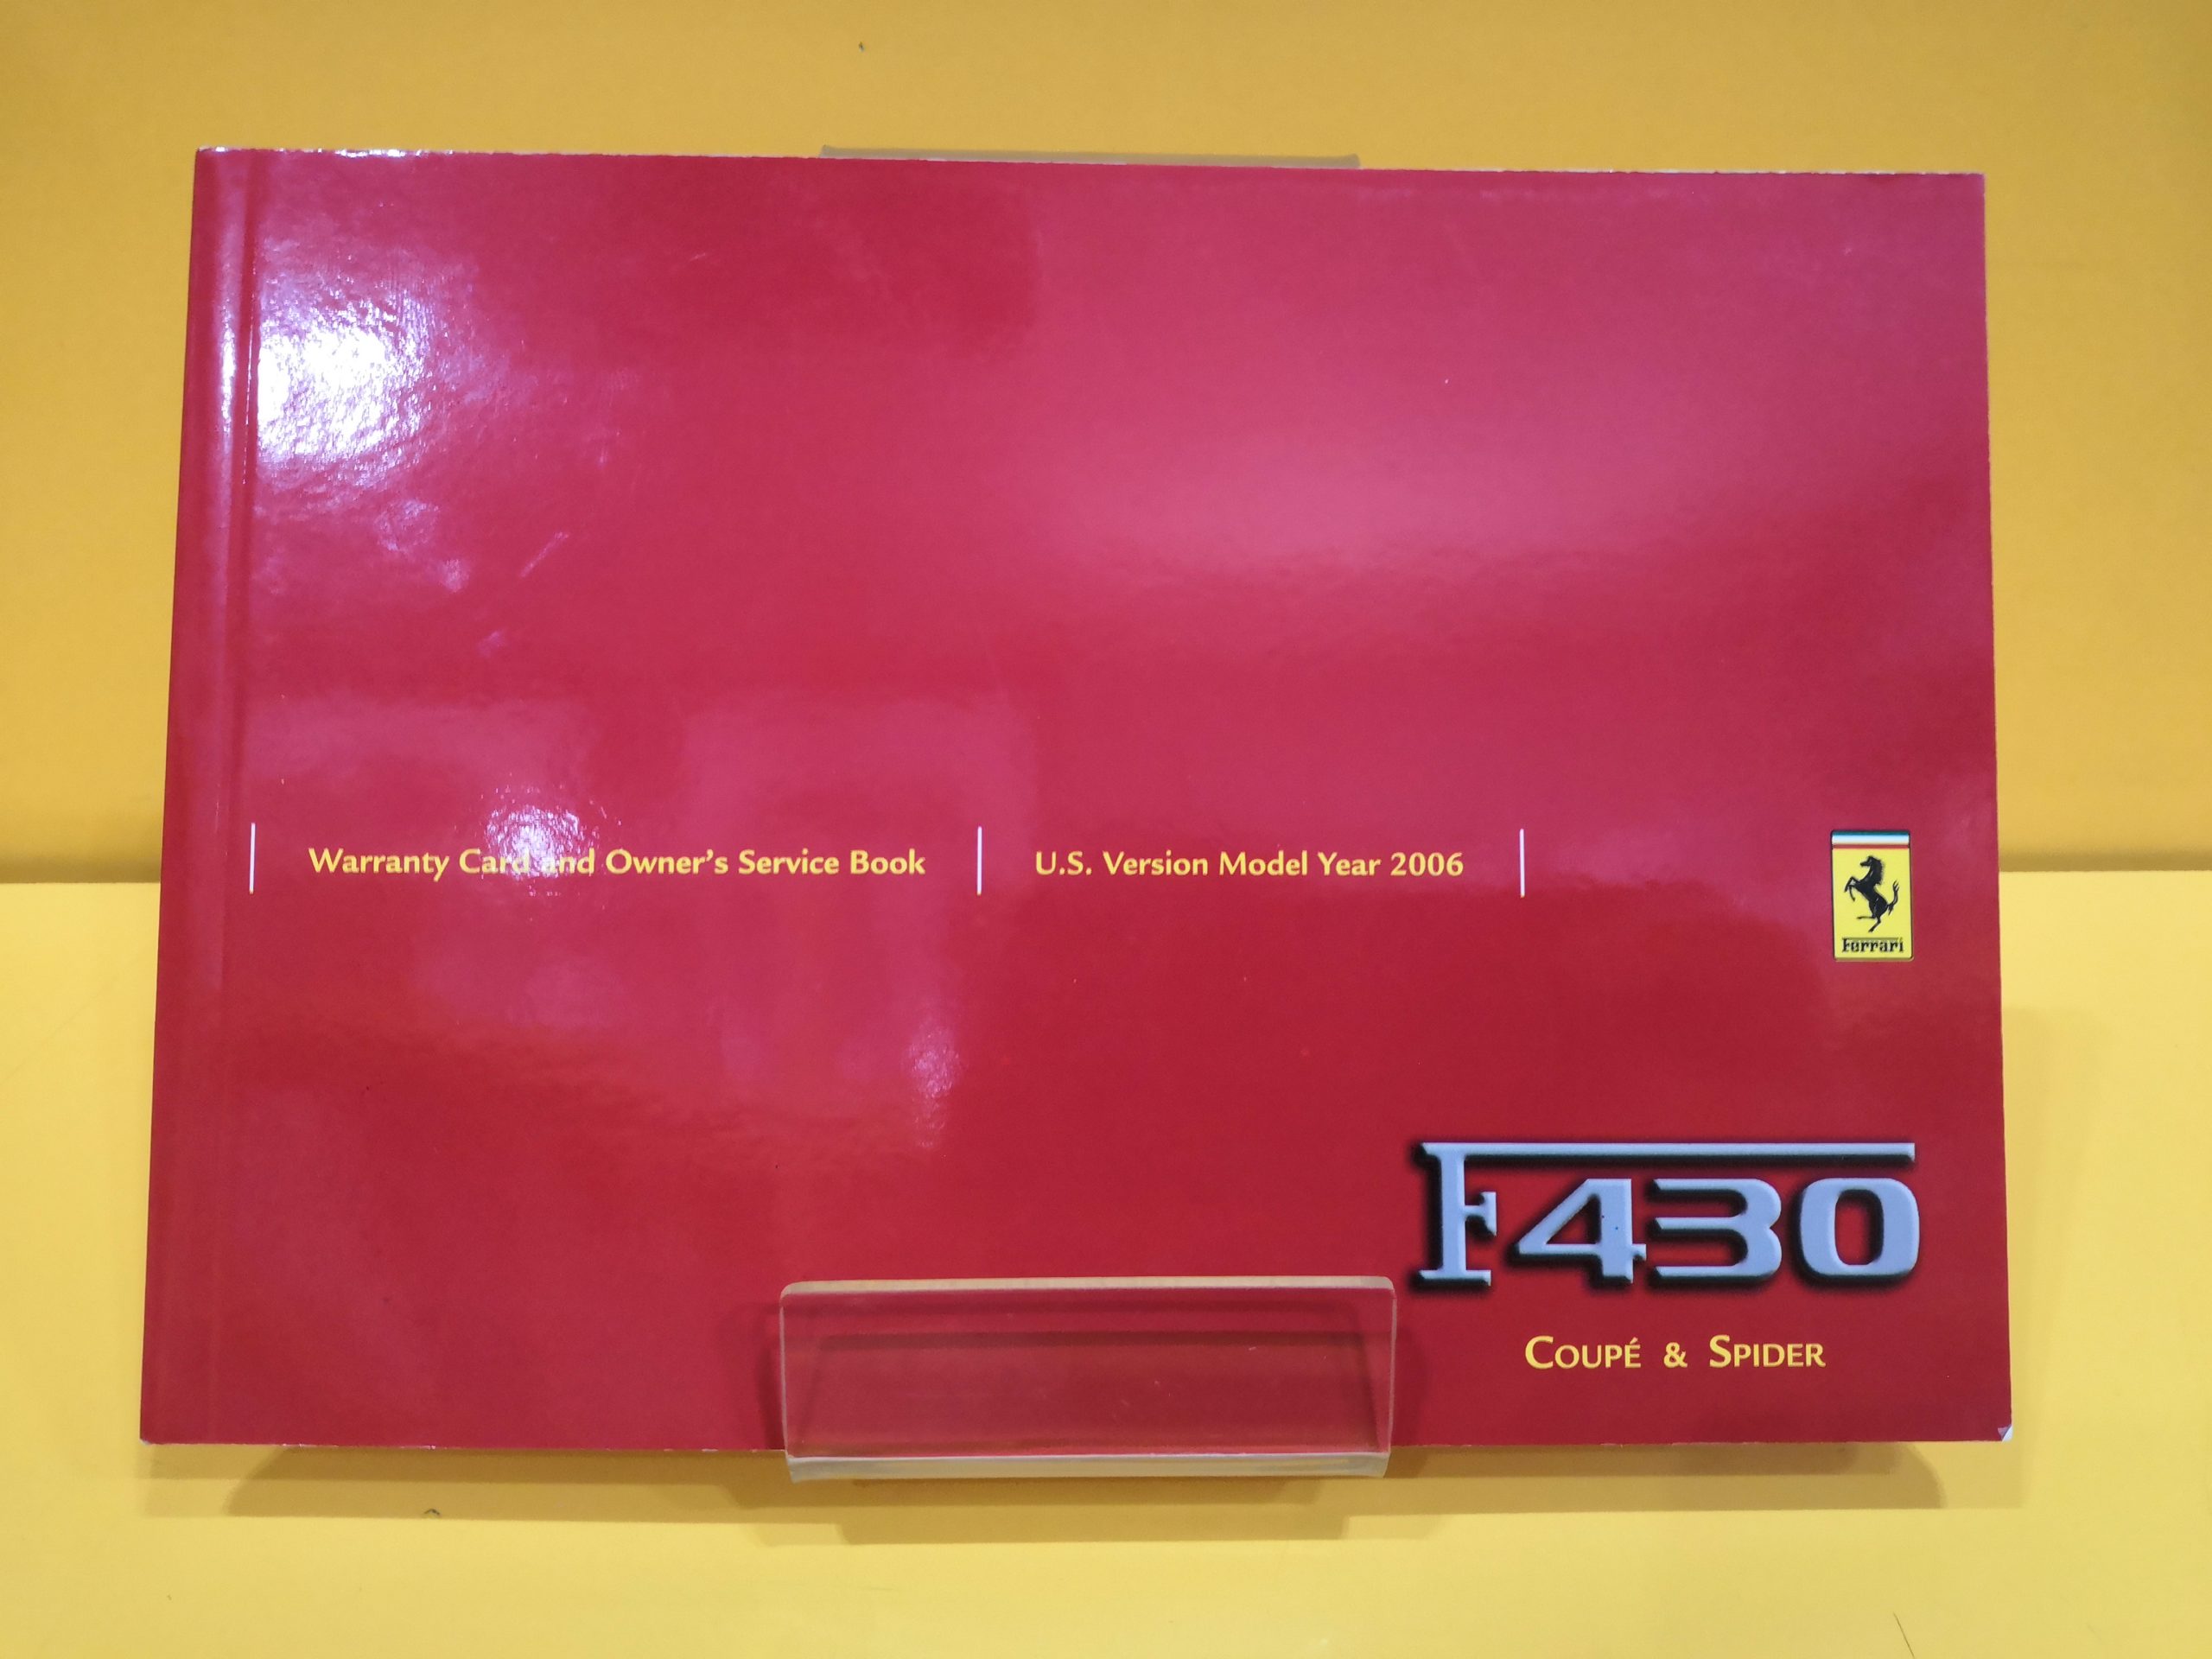 Warranty Card and Owner's Service Book
U.S. Version Model Year 2006
Ferrari
F430
COUPÉ & SPIDER